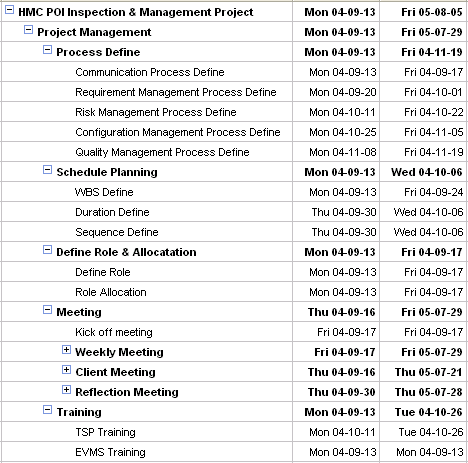 HMC POI Inspection & Management Project Mon 04-09-13 Fri 05-08-05
Project Management Mon 04-09-13 Fri 05-07-29
Process Define Mon 04-09-13 Fri 04-11-19
Communication Process Define Mon 04-09-13 Fri 04-09-17
Requirement Management Process Define Mon 04-09-20 Fri 04-10-01
Risk Management Process Define Mon 04-10-11 Fri 04-10-22
Configuration Management Process Define Mon 04-10-25 Fri 04-11-05
Quality Management Process Define Mon 04-11-08 Fri 04-11-19
Schedule Planning Mon 04-09-13 Wed 04-10-06
WBS Define Mon 04-09-13 Fri 04-09-24
Duration Define Thu 04-09-30 Wed 04-10-06
Sequence Define Thu 04-09-30 Wed 04-10-06
Define Role & Allocatation Mon 04-09-13 Fri 04-09-17
Define Role Mon 04-09-13 Fri 04-09-17
Role Allocation Mon 04-09-13 Fri 04-09-17
Meeting Thu 04-09-16 Fri 05-07-29
Kick off meeting Fri 04-09-17 Fri 04-09-17
Weekly Meeting Fri 04-09-17 Fri 05-07-29
Client Meeting Thu 04-09-16 Thu 05-07-21
Reflection Meeting Thu 04-09-30 Thu 05-07-28
Training Mon 04-09-13 Tue 04-10-26
TSP Training Mon 04-10-11 Tue 04-10-26
EVMS Training Mon 04-09-13 Mon 04-09-13